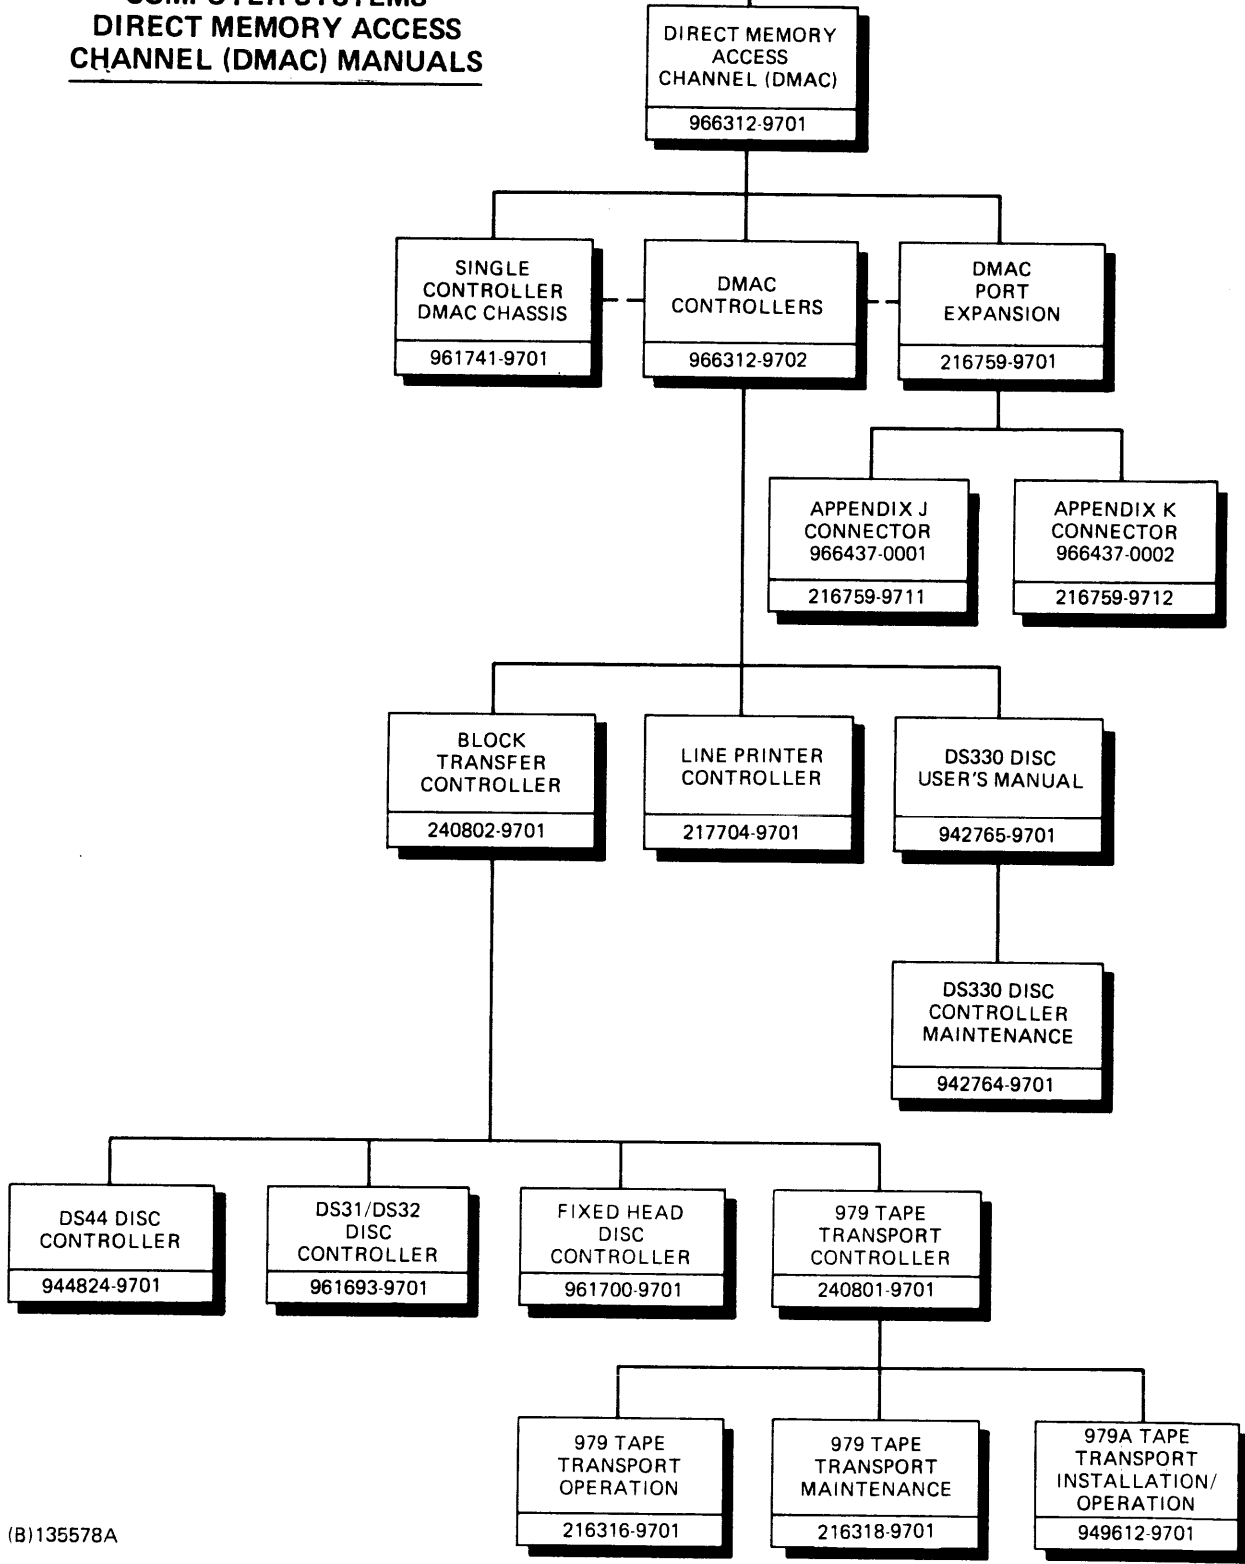 COMPUTER SYSTEMS
DIRECT MEMORY ACCESS
CHANNEL (DMAC) MANUALS
DIRECT MEMORY
ACCESS
CHANNEL (DMAC)
966312-9701
SINGLE
CONTROLLER
DMAC CHASSIS
961741-9701
DMAC
CONTROLLERS
966312-9702
DMAC
PORT
EXPANSION
216759-9701
APPENDIX J
CONNECTOR
966437-0001
216759-9711
APPENDIX K
CONNECTOR
966437-0002
216759-9712
BLOCK
TRANSFER
CONTROLLER
240802-9701
LINE PRINTER
CONTROLLER
217704-9701
DS330 DISC
USER'S MANUAL
942765-9701
DS330 DISC
CONTROLLER
MAINTENANCE
942764-9701
DS44 DISC
CONTROLLER
944824-9701
DS31/DS32
DISC
CONTROLLER
961693-9701
FIXED HEAD
DISC
CONTROLLER
961700-9701
979 TAPE
TRANSPORT
CONTROLLER
240801-9701
979 TAPE
TRANSPORT
OPERATION
216316-9701
979 TAPE
TRANSPORT
MAINTENANCE
216318-9701
979A TAPE
TRANSPORT
INSTALLATION/
OPERATION
949612-9701
(B)135578A